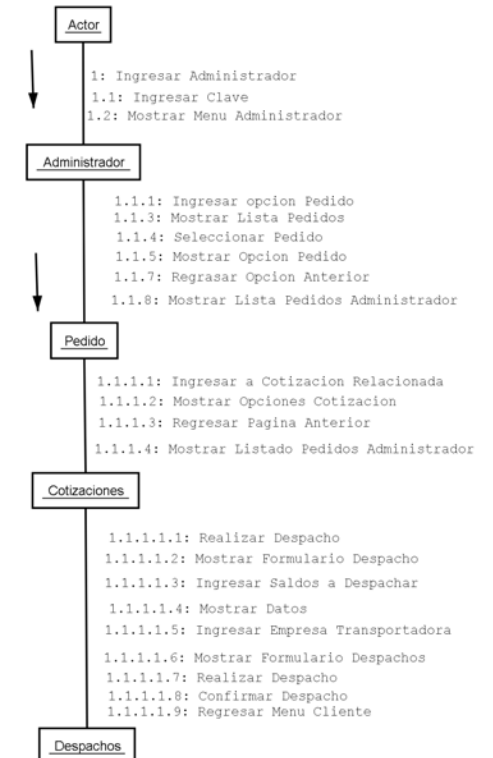 Actor
1: Ingresar Administrador
1.1: Ingresar Clave
1.2: Mostrar Menu Administrador
Administrador
1.1.1: Ingresar opcion Pedido
1.1.3: Mostrar Lista Pedidos
1.1.4: Seleccionar Pedido
1.1.5: Mostrar Opcion Pedido
1.1.7: Regrasar Opcion Anterior
1.1.8: Mostrar Lista Pedidos Administrador
Pedido
1.1.1.1: Ingresar a Cotizacion Relacionada
1.1.1.2: Mostrar Opciones Cotizacion
1.1.1.3: Regresar Pagina Anterior
1.1.1.4: Mostrar Listado Pedidos Administrador
Cotizaciones
1.1.1.1.1: Realizar Despacho
1.1.1.1.2: Mostrar Formulario Despacho
1.1.1.1.3: Ingresar Saldos a Despachar
1.1.1.1.4: Mostrar Datos
1.1.1.1.5: Ingresar Empresa Transportadora
1.1.1.1.6: Mostrar Formulario Despachos
1.1.1.1.7: Realizar Despacho
1.1.1.1.8: Confirmar Despacho
1.1.1.1.9: Regresar Menu Cliente
Despachos